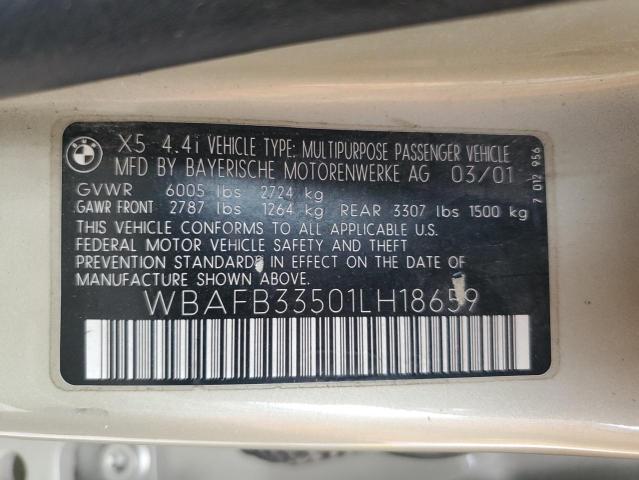 X5 4.4i VEHICLE TYPE: MULTIPURPOSE PASSENGER VEHICLE
MFD BY BAYERISCHE MOTORENWERKE AG 03/01
GVWR 6005 lbs 2724 kg
GAWR FRONT 2787 lbs 1264 kg REAR 3307 lbs 1500 kg
THIS VEHICLE CONFORMS TO ALL APPLICABLE U.S.
FEDERAL MOTOR VEHICLE SAFETY AND THEFT
PREVENTION STANDARDS IN EFFECT ON THE DATE OF
MANUFACTURE SHOWN ABOVE.
WBAFB33501LH18659
7 012 956